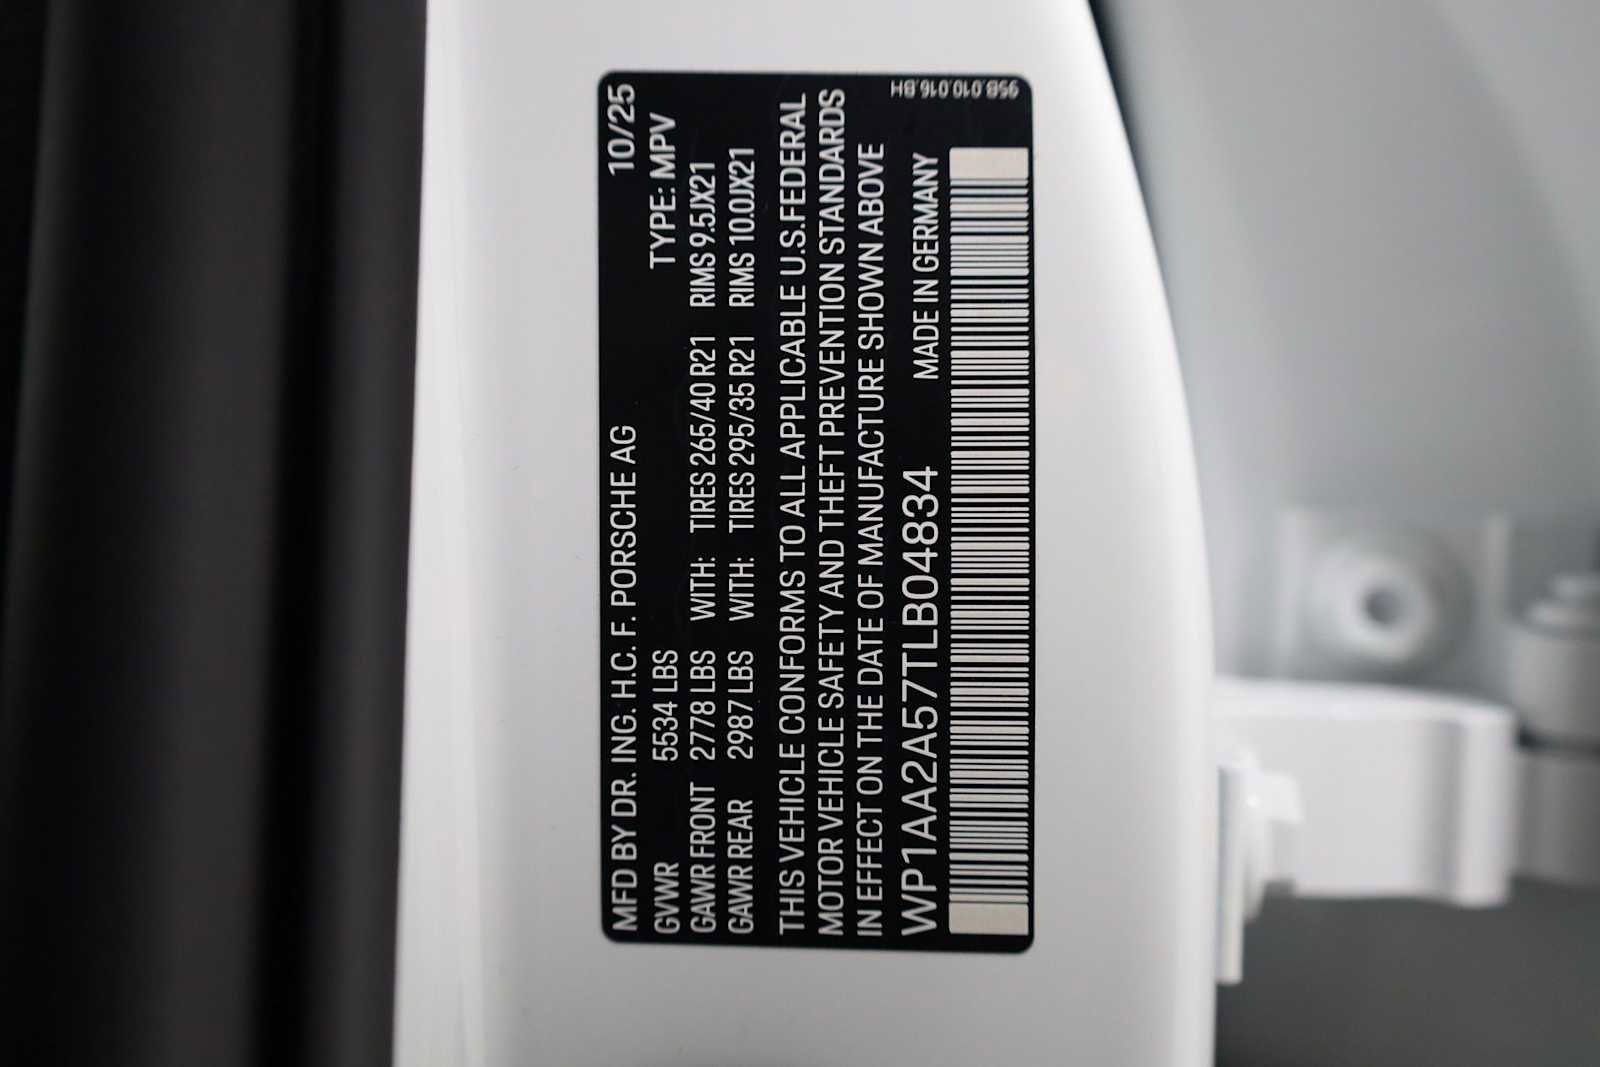 MFD BY DR. ING. H.C. F. PORSCHE AG 10/25
GVWR 5534 LBS TYPE: MPV
GAWR FRONT 2778 LBS WITH: TIRES 265/40 R21 RIMS 9.5JX21
GAWR REAR 2987 LBS WITH: TIRES 295/35 R21 RIMS 10.0JX21
THIS VEHICLE CONFORMS TO ALL APPLICABLE U.S.FEDERAL
MOTOR VEHICLE SAFETY AND THEFT PREVENTION STANDARDS
IN EFFECT ON THE DATE OF MANUFACTURE SHOWN ABOVE
WP1AA2A57TLB04834 MADE IN GERMANY
95B.010.016.BH